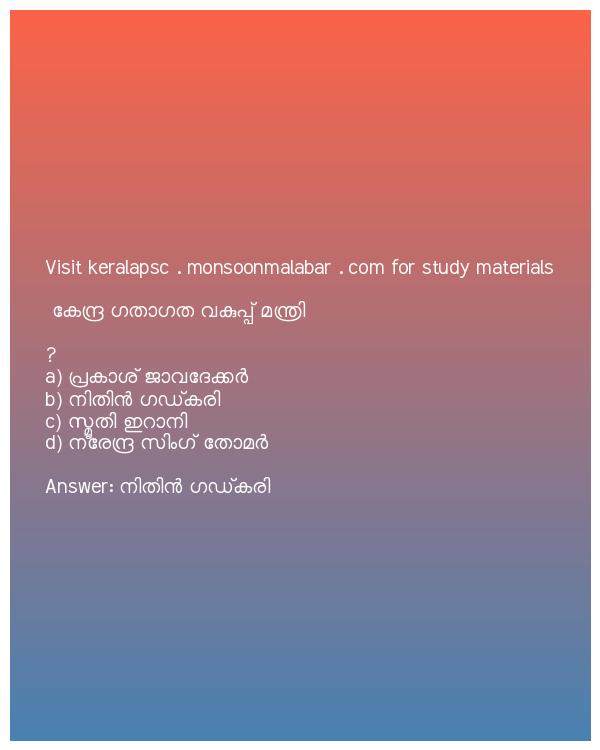 Visit keralapsc . monsoonmalabar . com for study materials
കേന്ദ്ര ഗതാഗത വകുപ്പ് മന്ത്രി
?
a) പ്രകാശ് ജാവദേക്കർ
b) നിതിൻ ഗഡ്കരി
c) സ്മൃതി ഇറാനി
d) നരേന്ദ്ര സിംഗ് തോമർ
Answer: നിതിൻ ഗഡ്കരി